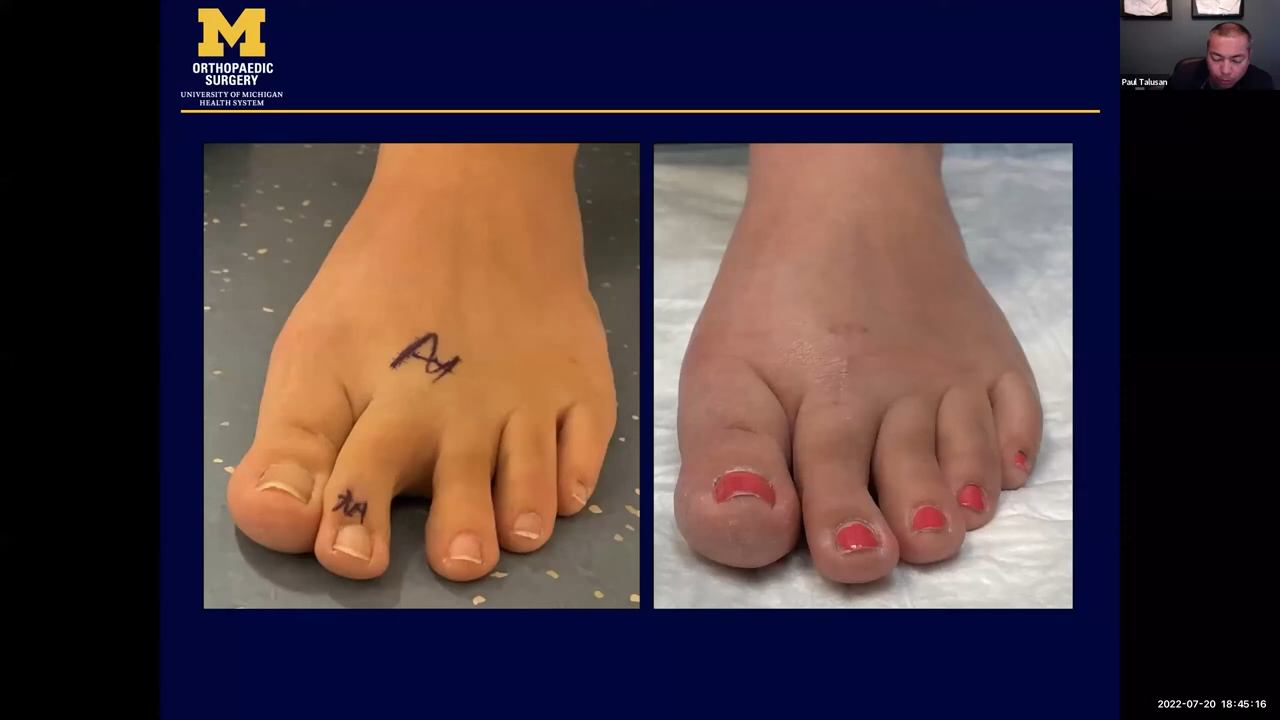 M
ORTHOPAEDIC
SURGERY
UNIVERSITY OF MICHIGAN
HEALTH SYSTEM
Paul Talusan
2022-07-20 18:45:16